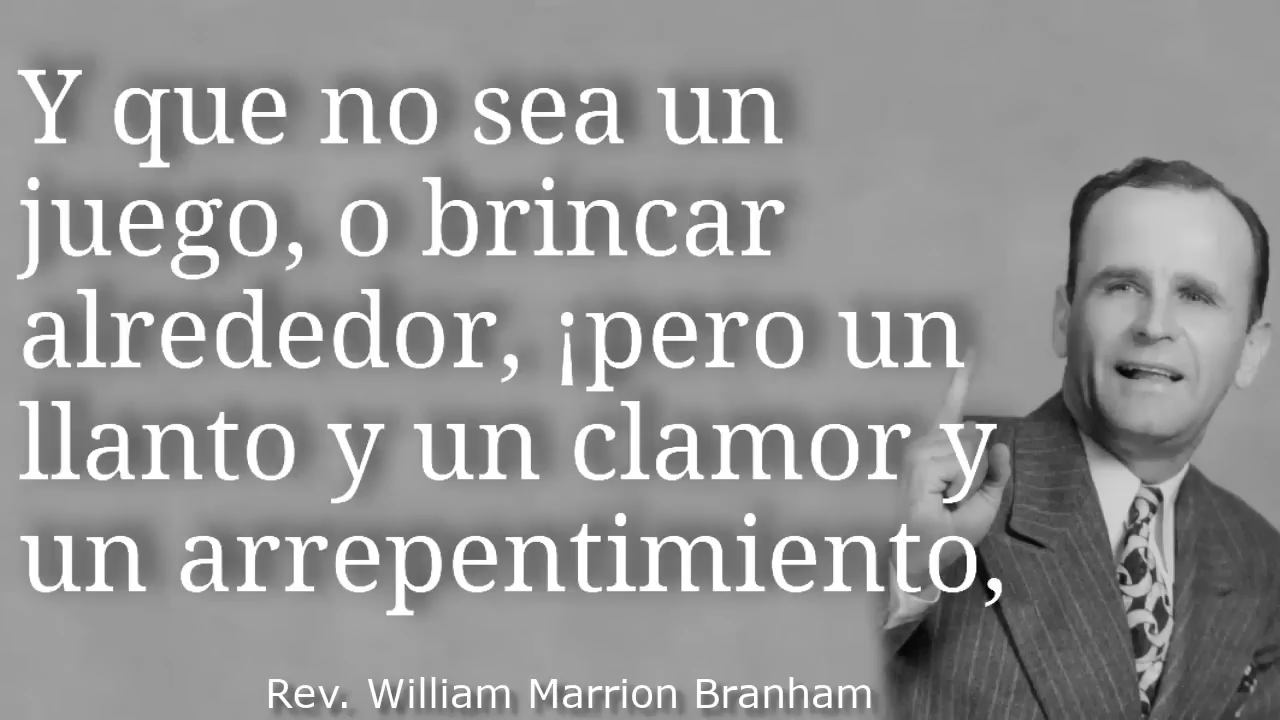 Y que no sea un
juego, o brincar
alrededor, ¡pero un
llanto y un clamor y
un arrepentimiento,
Rev. William Marrion Branham